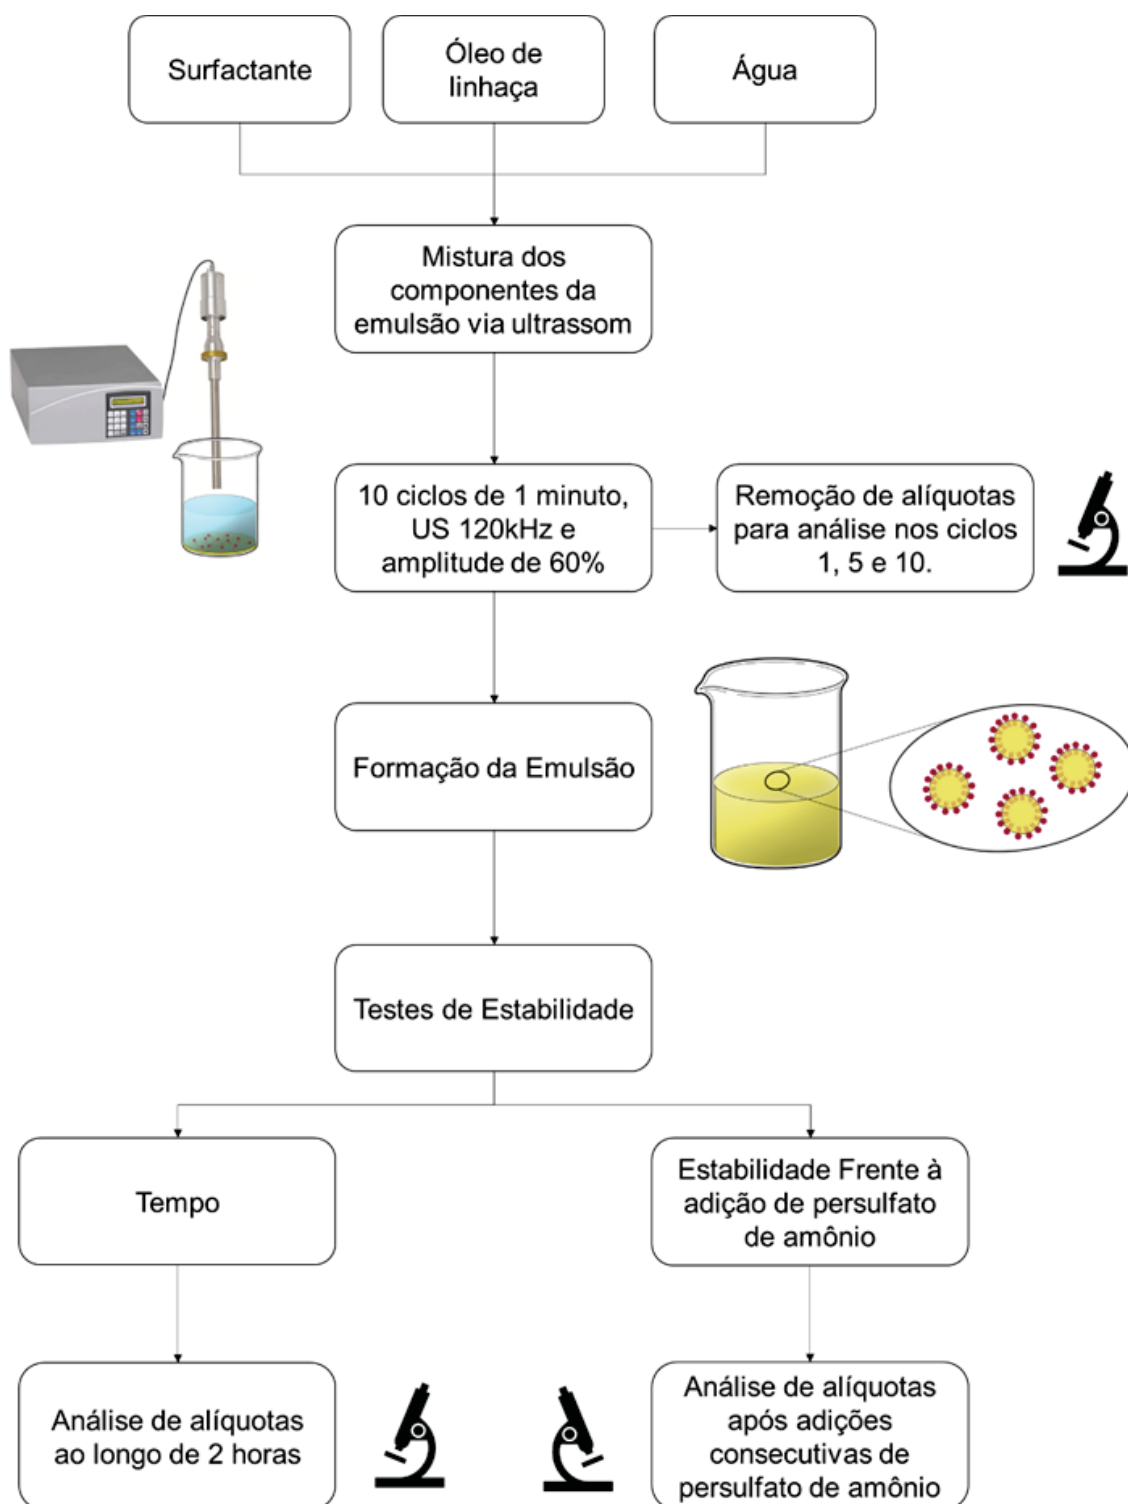 Surfactante
Óleo de
linhaça
Água
Mistura dos
componentes da
emulsão via ultrassom
10 ciclos de 1 minuto,
US 120kHz e
amplitude de 60%
Remoção de alíquotas
para análise nos ciclos
1, 5 e 10.
Formação da Emulsão
Testes de Estabilidade
Tempo
Estabilidade Frente à
adição de persulfato
de amônio
Análise de alíquotas
ao longo de 2 horas
Análise de alíquotas
após adições
consecutivas de
persulfato de amônio